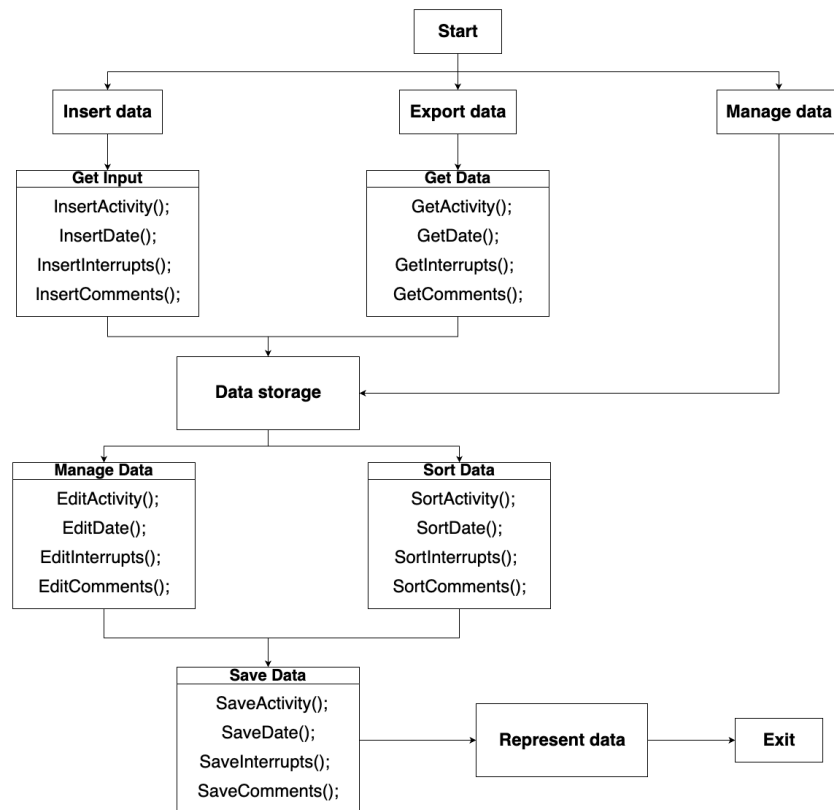 Start
Insert data
Export data
Manage data
Get Input
InsertActivity();
InsertDate();
InsertInterrupts();
InsertComments();
Get Data
GetActivity();
GetDate();
GetInterrupts();
GetComments();
Data storage
Manage Data
EditActivity();
EditDate();
EditInterrupts();
EditComments();
Sort Data
SortActivity();
SortDate();
SortInterrupts();
SortComments();
Save Data
SaveActivity();
SaveDate();
SaveInterrupts();
SaveComments();
Represent data
Exit